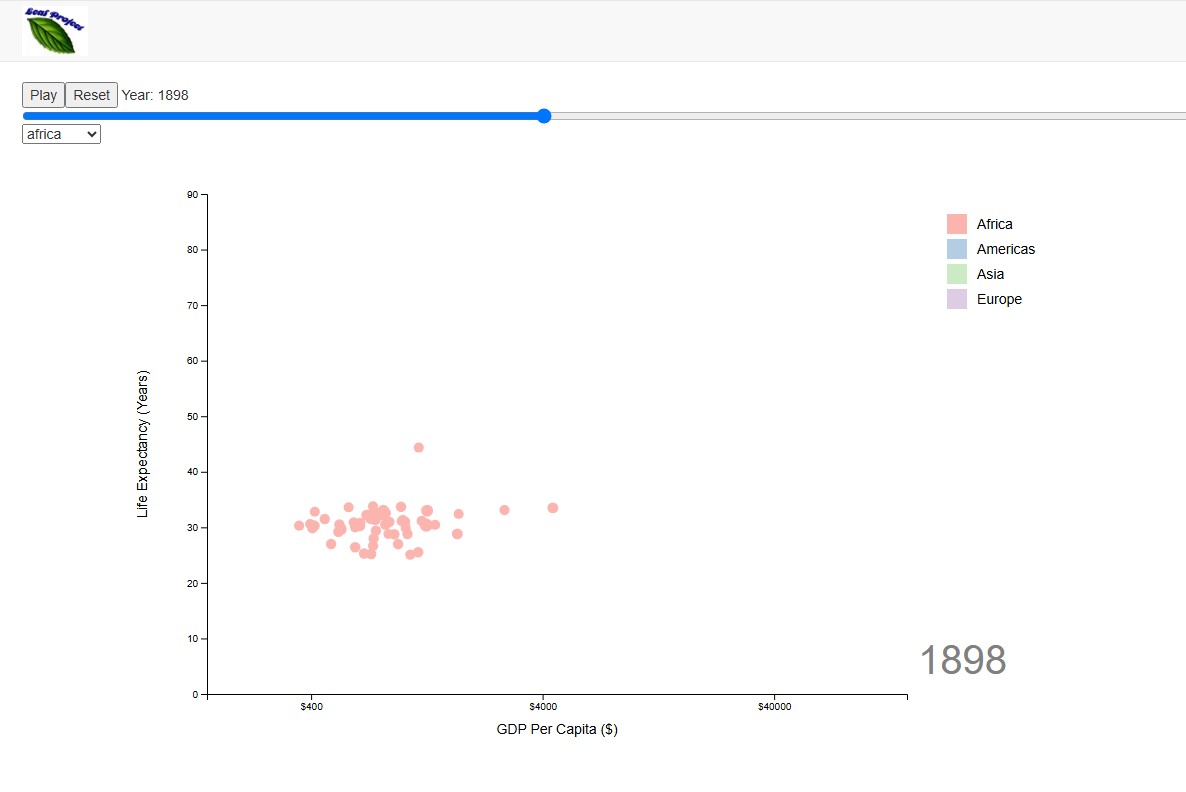 Leaf Project
Play Reset Year: 1898
africa
90
80
70
60
50
40
30
20
10
0
Life Expectancy (Years)
$400 $4000 $40000
GDP Per Capita ($)
Africa
Americas
Asia
Europe
1898